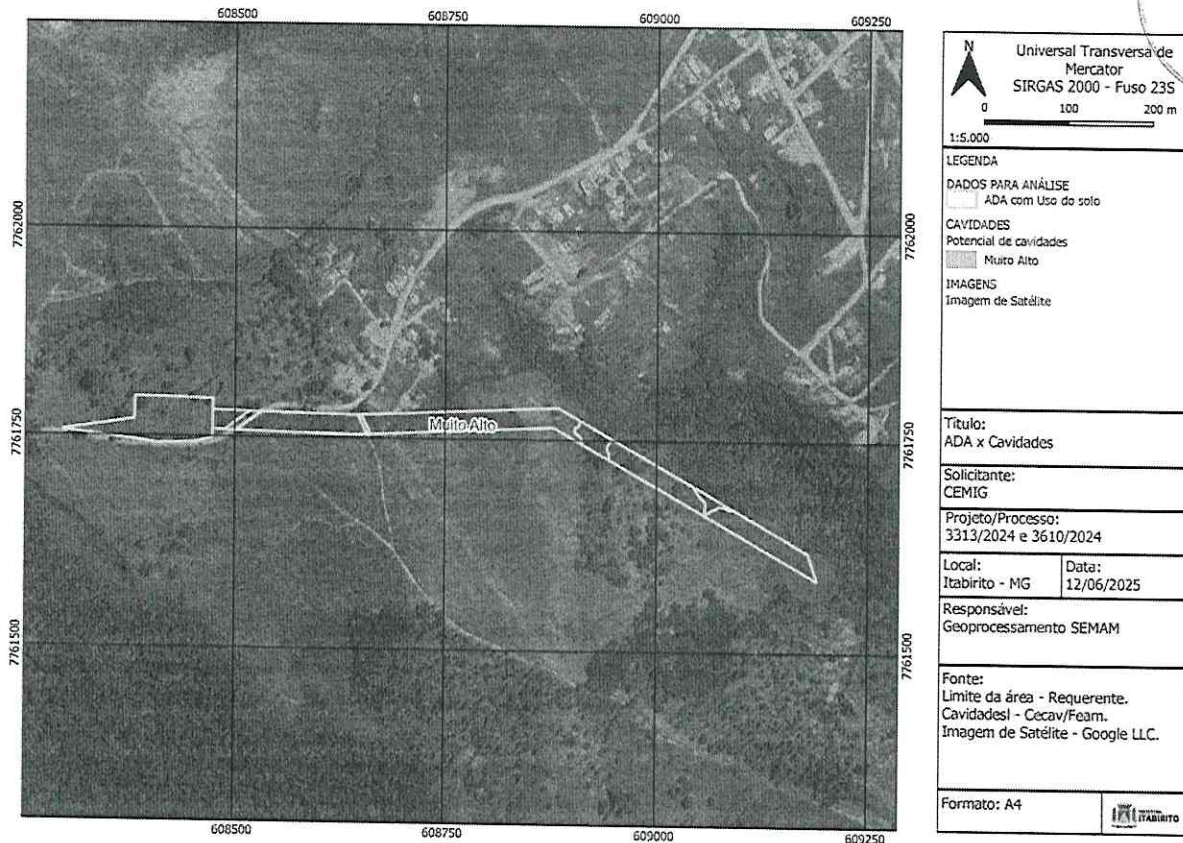 608500 608750 609000 609250
7762000 7762000
7761750 Muito Alto 7761750
7761500 7761500
608500 608750 609000 609250
N
Universal Transversa de
Mercator
SIRGAS 2000 - Fuso 23S
0 100 200 m
1:5.000
LEGENDA
DADOS PARA ANÁLISE
ADA com Uso do solo
CAVIDADES
Potencial de cavidades
Muito Alto
IMAGENS
Imagem de Satélite
Título:
ADA x Cavidades
Solicitante:
CEMIG
Projeto/Processo:
3313/2024 e 3610/2024
Local:
Itabirito - MG
Data:
12/06/2025
Responsável:
Geoprocessamento SEMAM
Fonte:
Limite da área - Requerente.
CavidadesI - Cecav/Feam.
Imagem de Satélite - Google LLC.
Formato: A4
ITABIRITO